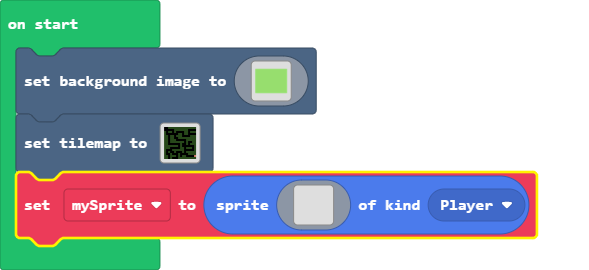 on start
set background image to
set tilemap to
set mySprite to sprite of kind Player